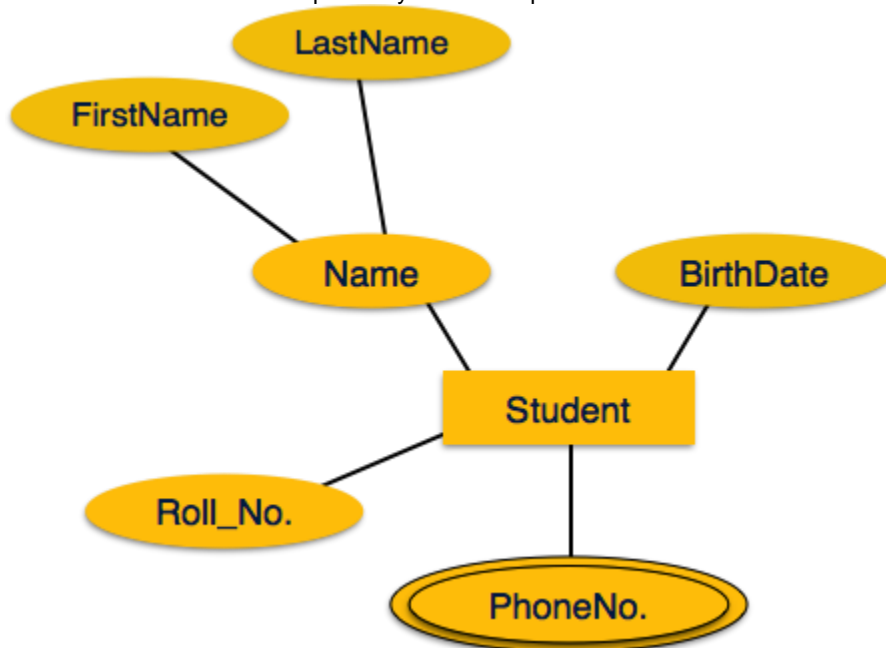 LastName
FirstName
Name
BirthDate
Student
Roll_No.
PhoneNo.